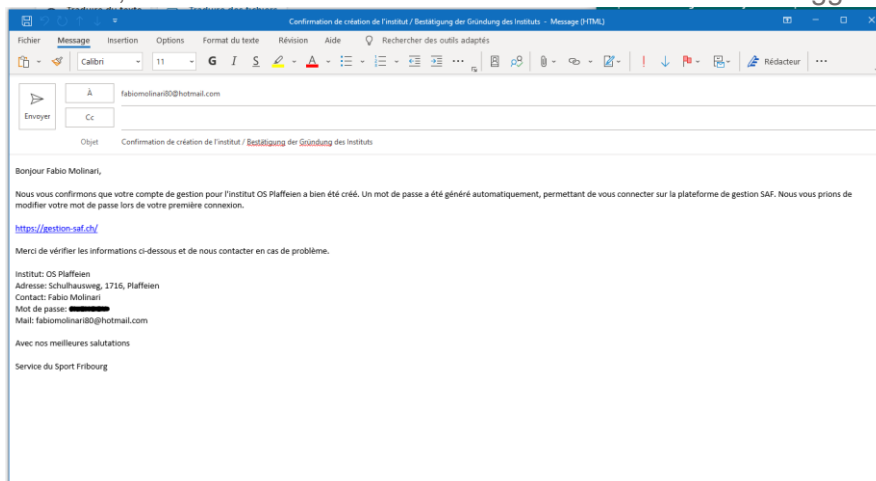 Confirmation de création de l'institut / Bestätigung der Gründung des Instituts - Message (HTML)
Fichier Message Insertion Options Format du texte Révision Aide Rechercher des outils adaptés
Calibri 11 G I S A Rédacteur
Envoyer
À fabiomolinari80@hotmail.com
Cc
Objet Confirmation de création de l'institut / Bestätigung der Gründung des Instituts
Bonjour Fabio Molinari,
Nous vous confirmons que votre compte de gestion pour l'institut OS Plaffeien a bien été créé. Un mot de passe a été généré automatiquement, permettant de vous connecter sur la plateforme de gestion SAF. Nous vous prions de
modifier votre mot de passe lors de votre première connexion.
https://gestion-saf.ch/
Merci de vérifier les informations ci-dessous et de nous contacter en cas de problème.
Institut: OS Plaffeien
Adresse: Schulhausweg, 1716, Plaffeien
Contact: Fabio Molinari
Mot de passe:
Mail: fabiomolinari80@hotmail.com
Avec nos meilleures salutations
Service du Sport Fribourg